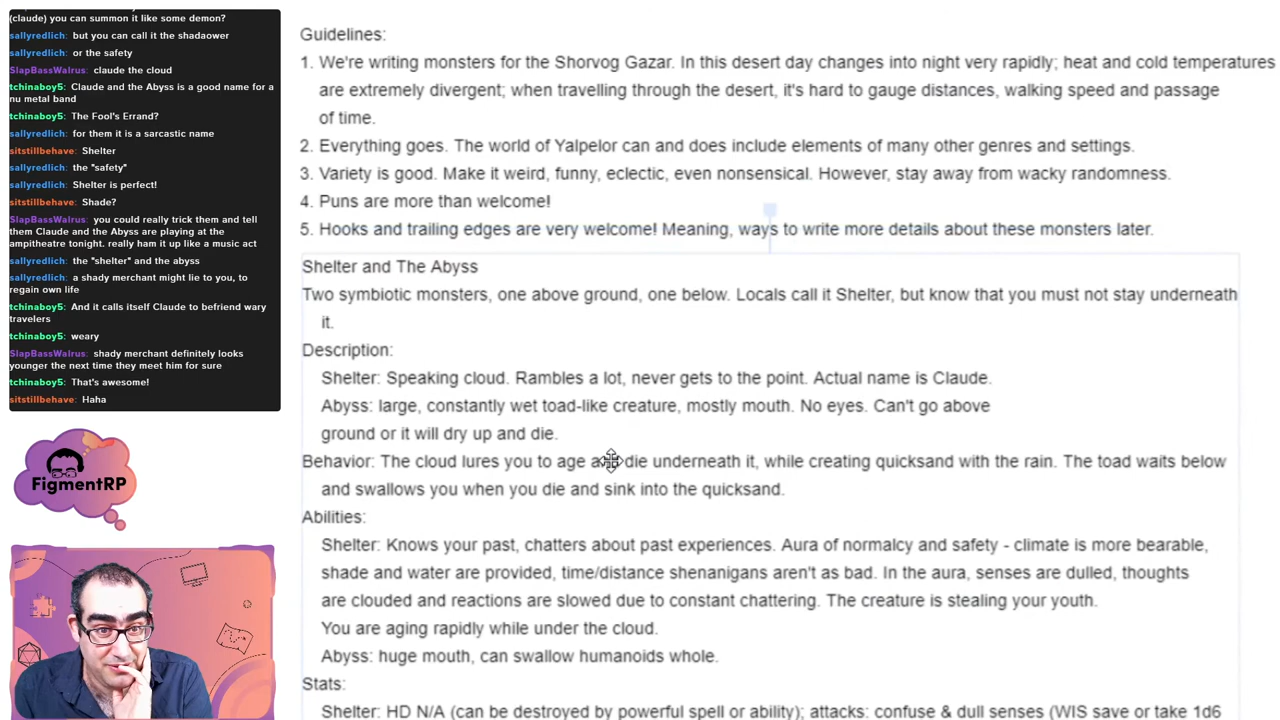 (claude) you can summon it like some demon?
sallyredlich: but you can call it the shadaower
sallyredlich: or the safety
SlapBassWalrus: claude the cloud
tchinaboy5: Claude and the Abyss is a good name for a
nu metal band
tchinaboy5: The Fool's Errand?
sallyredlich: for them it is a sarcastic name
sitstillbehave: Shelter
sallyredlich: the "safety"
sallyredlich: Shelter is perfect!
sitstillbehave: Shade?
SlapBassWalrus: you could really trick them and tell
them Claude and the Abyss are playing at the
ampitheatre tonight. really ham it up like a music act
sallyredlich: the "shelter" and the abyss
sallyredlich: a shady merchant might lie to you, to
regain own life
tchinaboy5: And it calls itself Claude to befriend wary
travelers
tchinaboy5: weary
SlapBassWalrus: shady merchant definitely looks
younger the next time they meet him for sure
tchinaboy5: That's awesome!
sitstillbehave: Haha
FigmentRP
Guidelines:
1. We're writing monsters for the Shorvog Gazar. In this desert day changes into night very rapidly; heat and cold temperatures
are extremely divergent; when travelling through the desert, it's hard to gauge distances, walking speed and passage
of time.
2. Everything goes. The world of Yalpelor can and does include elements of many other genres and settings.
3. Variety is good. Make it weird, funny, eclectic, even nonsensical. However, stay away from wacky randomness.
4. Puns are more than welcome!
5. Hooks and trailing edges are very welcome! Meaning, ways to write more details about these monsters later.
Shelter and The Abyss
Two symbiotic monsters, one above ground, one below. Locals call it Shelter, but know that you must not stay underneath
it.
Description:
Shelter: Speaking cloud. Rambles a lot, never gets to the point. Actual name is Claude.
Abyss: large, constantly wet toad-like creature, mostly mouth. No eyes. Can't go above
ground or it will dry up and die.
Behavior: The cloud lures you to age and die underneath it, while creating quicksand with the rain. The toad waits below
and swallows you when you die and sink into the quicksand.
Abilities:
Shelter: Knows your past, chatters about past experiences. Aura of normalcy and safety - climate is more bearable,
shade and water are provided, time/distance shenanigans aren't as bad. In the aura, senses are dulled, thoughts
are clouded and reactions are slowed due to constant chattering. The creature is stealing your youth.
You are aging rapidly while under the cloud.
Abyss: huge mouth, can swallow humanoids whole.
Stats:
Shelter: HD N/A (can be destroyed by powerful spell or ability); attacks: confuse & dull senses (WIS save or take 1d6